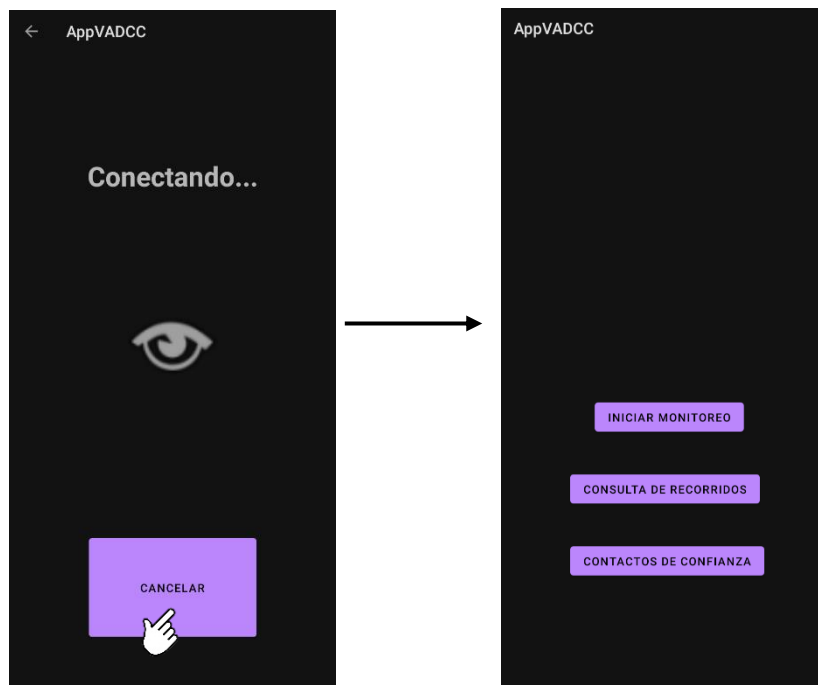 AppVADCC
Conectando...
CANCELAR
AppVADCC
INICIAR MONITOREO
CONSULTA DE RECORRIDOS
CONTACTOS DE CONFIANZA